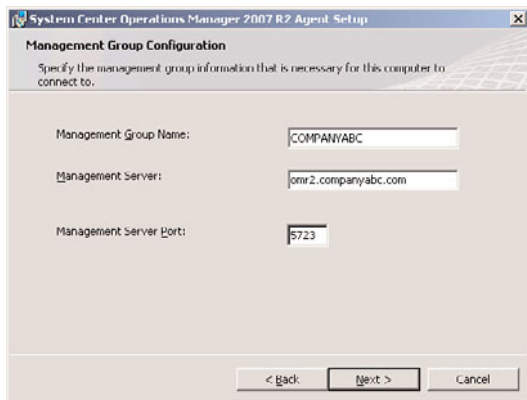 System Center Operations Manager 2007 R2 Agent Setup
Management Group Configuration
Specify the management group information that is necessary for this computer to
connect to.
Management Group Name:
COMPANYABC
Management Server:
omr2.companyabc.com
Management Server Port:
5723
< Back
Next >
Cancel